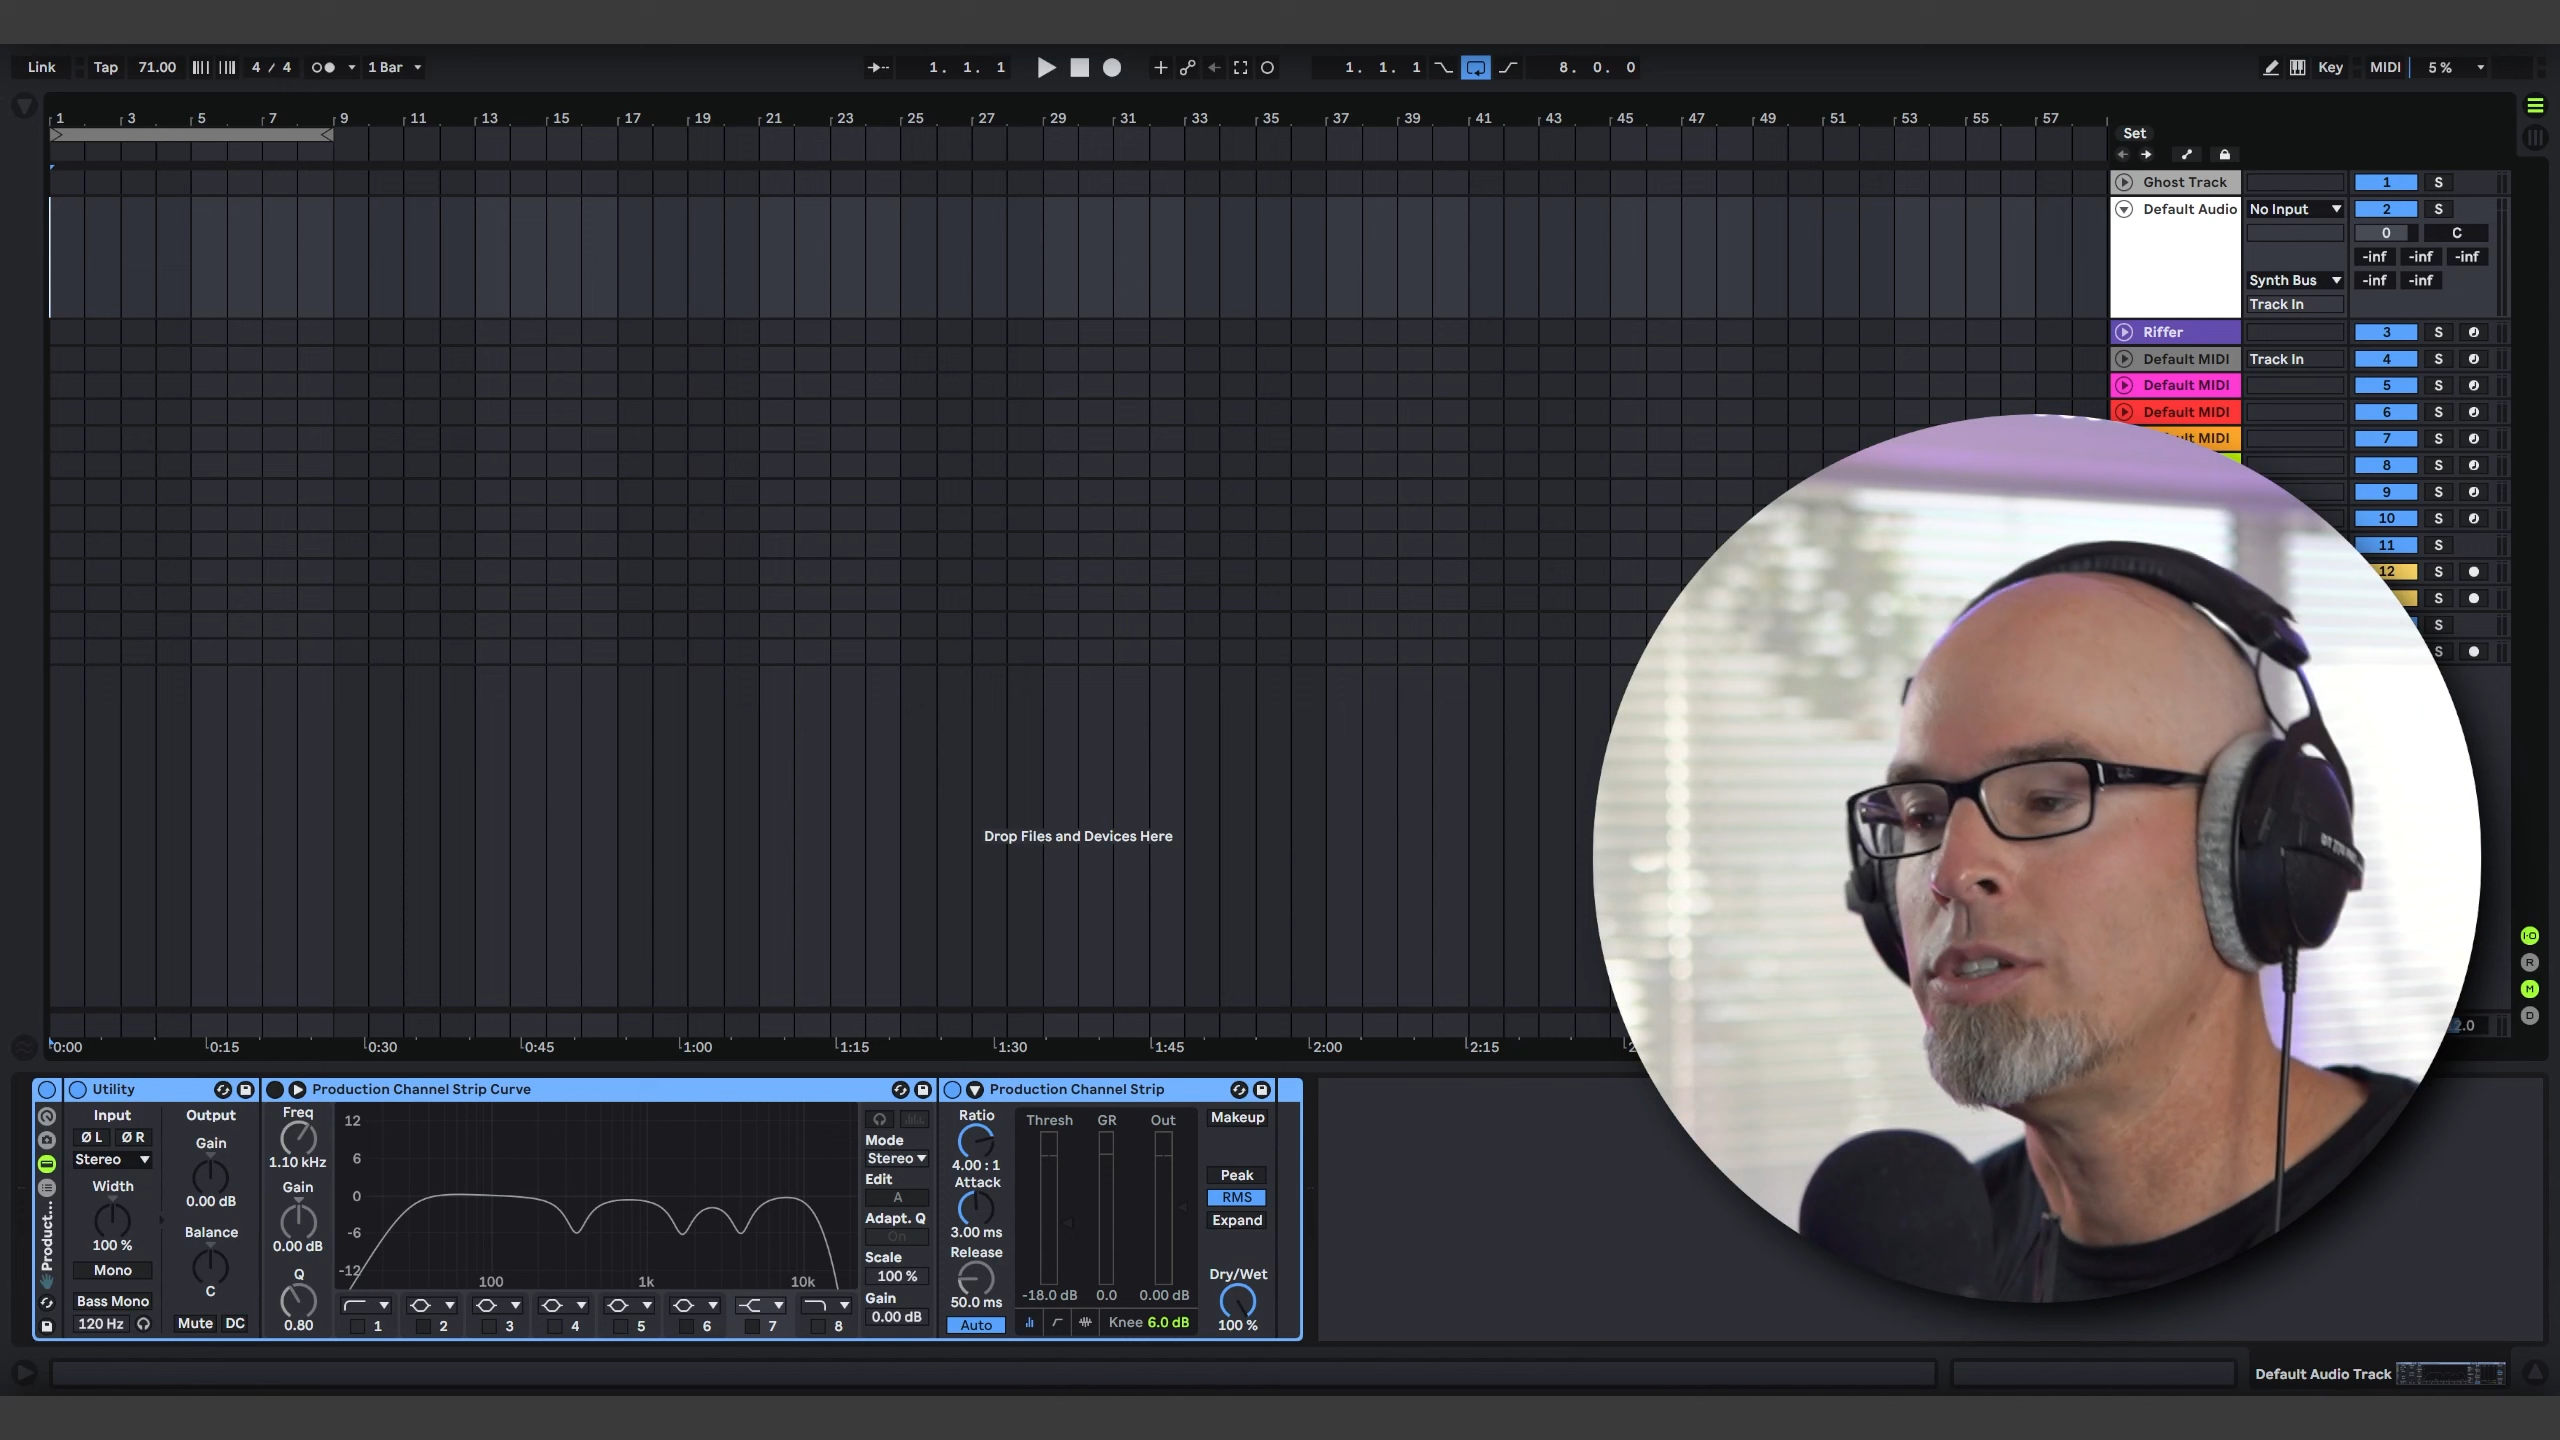 Link Tap 71.00 4 / 4 1 Bar 1. 1. 1 1. 1. 1 8. 0. 0 Key MIDI 5 %
1 3 5 7 9 11 13 15 17 19 21 23 25 27 29 31 33 35 37 39 41 43 45 47 49 51 53 55 57
Set
Ghost Track 1 S
Default Audio No Input 2 S
0 C
-inf -inf -inf
Synth Bus -inf -inf
Track In
Riffer 3 S
Default MIDI Track In 4 S
Default MIDI 5 S
Default MIDI 6 S
MIDI 7 S
8 S
9 S
10 S
11 S
12 S
S
S
S
Drop Files and Devices Here
I·O
R
M
D
0:00 0:15 0:30 0:45 1:00 1:15 1:30 1:45 2:00 2:15
Utility
Input Output
Ø L Ø R
Stereo
Gain
0.00 dB
Width
100 %
Balance
C
Mono
Bass Mono
120 Hz
Mute DC
Product...
Production Channel Strip Curve
Freq
1.10 kHz
Gain
0.00 dB
Q
0.80
12
6
0
-6
-12
100 1k 10k
1 2 3 4 5 6 7 8
Mode
Stereo
Edit
A
Adapt. Q
On
Scale
100 %
Gain
0.00 dB
Production Channel Strip
Ratio
4.00 : 1
Attack
3.00 ms
Release
50.0 ms
Auto
Thresh GR Out
-18.0 dB 0.0 0.00 dB
Knee 6.0 dB
Makeup
Peak
RMS
Expand
Dry/Wet
100 %
Default Audio Track